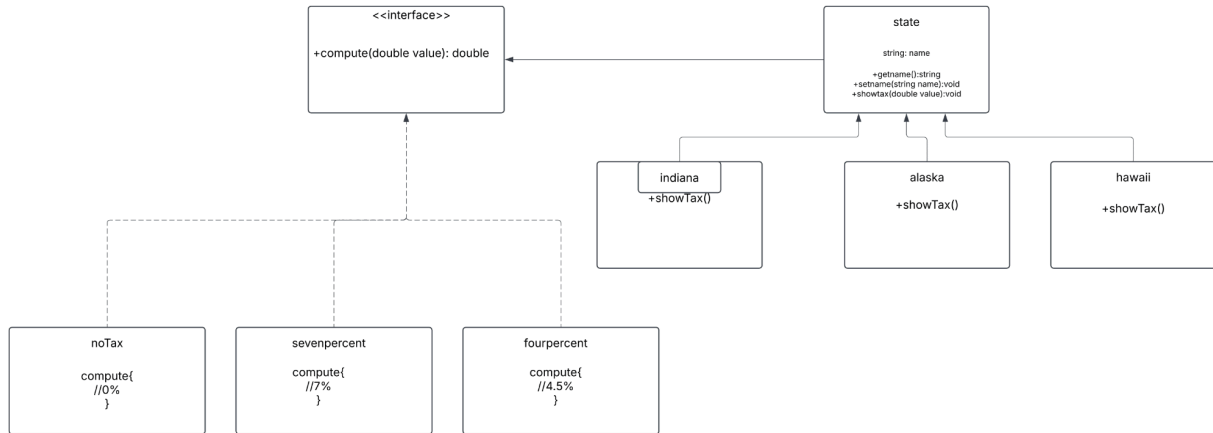 <<interface>>
+compute(double value): double
state
string: name
+getname():string
+setname(string name):void
+showtax(double value):void
indiana
+showTax()
alaska
+showTax()
hawaii
+showTax()
noTax
compute{
//0%
}
sevenpercent
compute{
//7%
}
fourpercent
compute{
//4.5%
}